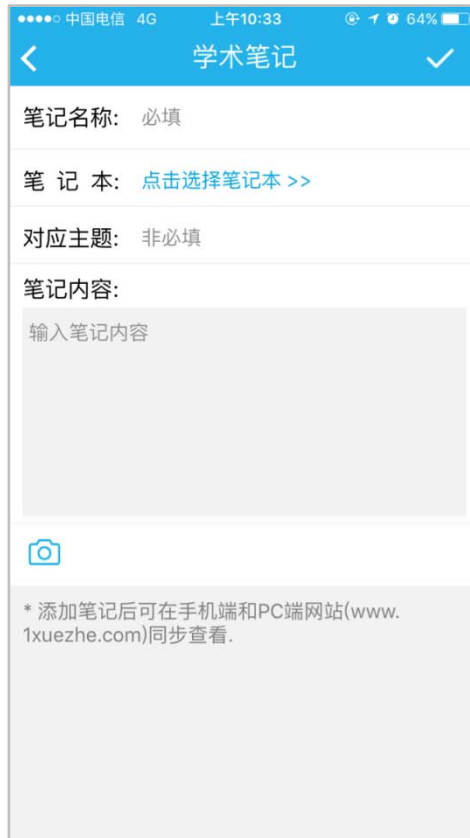 中国电信 4G 上午10:33 64%
学术笔记
笔记名称: 必填
笔 记 本: 点击选择笔记本 >>
对应主题: 非必填
笔记内容:
输入笔记内容
* 添加笔记后可在手机端和PC端网站(www.
1xuezhe.com)同步查看.